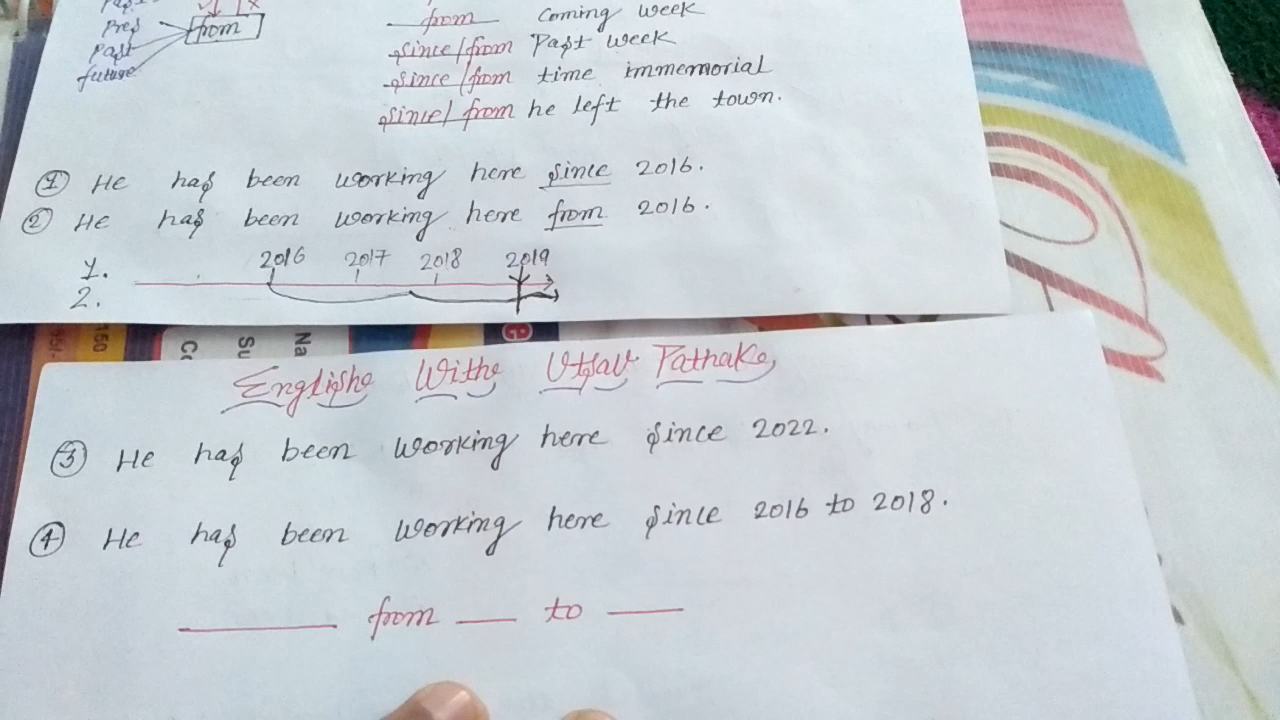 Pres
Past
future
from
from coming week
since/from Past week
since/from time immemorial
since/from he left the town.
① He has been working here since 2016.
② He has been working here from 2016.
2016 2017 2018 2019
1.
2.
150
Su
Na
e
Englishe Withe Utsav Pathake
③ He has been working here since 2022.
④ He has been working here since 2016 to 2018.
from to